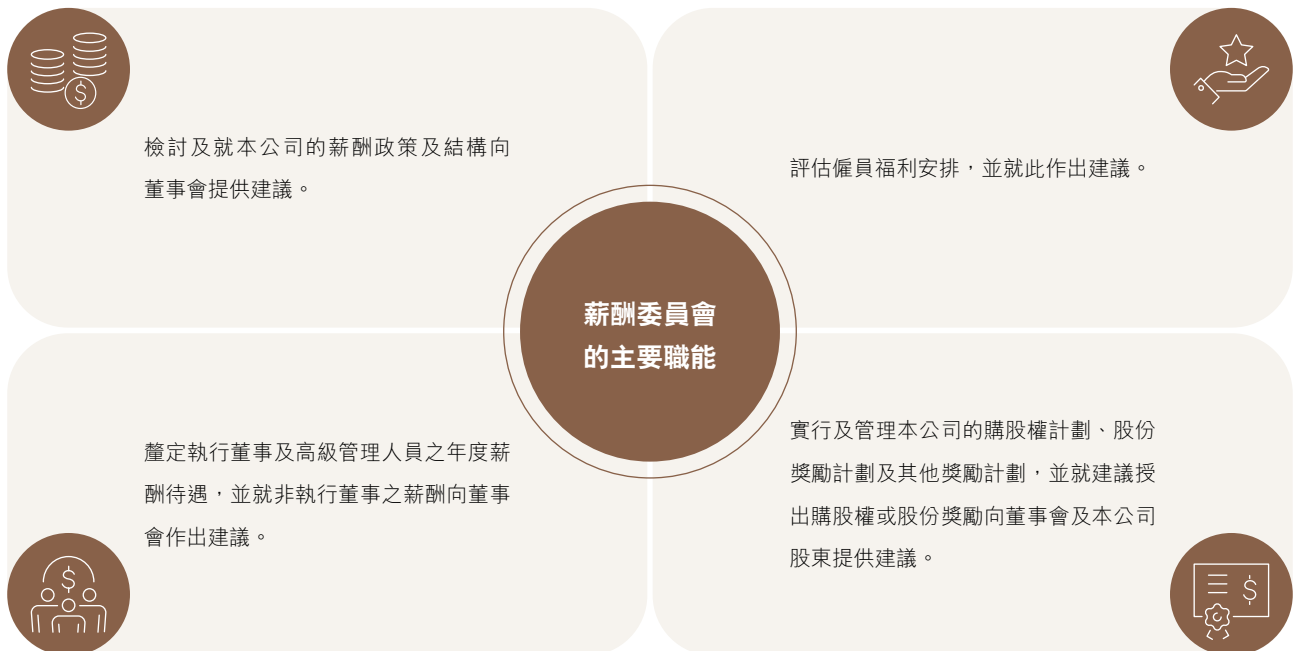 檢討及就本公司的薪酬政策及結構向
董事會提供建議。
評估僱員福利安排，並就此作出建議。
薪酬委員會
的主要職能
釐定執行董事及高級管理人員之年度薪
酬待遇，並就非執行董事之薪酬向董事
會作出建議。
實行及管理本公司的購股權計劃、股份
獎勵計劃及其他獎勵計劃，並就建議授
出購股權或股份獎勵向董事會及本公司
股東提供建議。